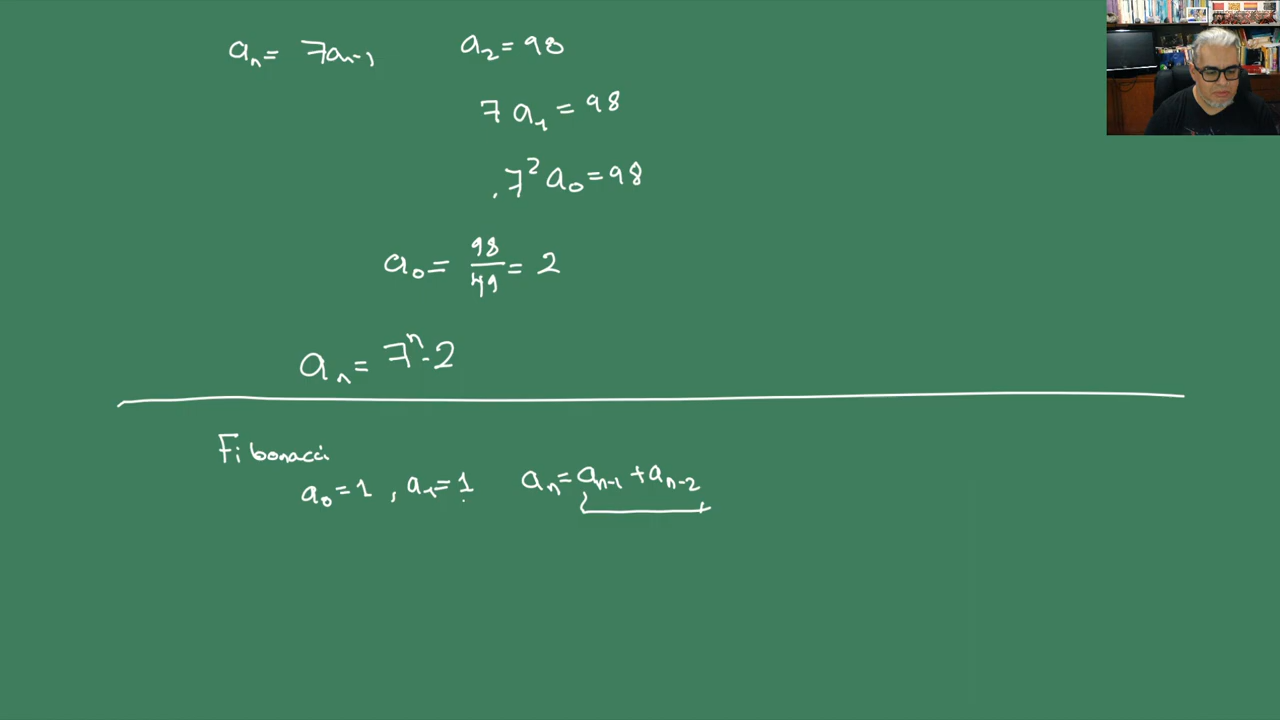 aₙ = 7aₙ₋₁ a₂ = 98
7 a₁ = 98
7² a₀ = 98
a₀ = 98/49 = 2
aₙ = 7ⁿ · 2
Fibonacci
a₀ = 1 , a₁ = 1 aₙ = aₙ₋₁ + aₙ₋₂